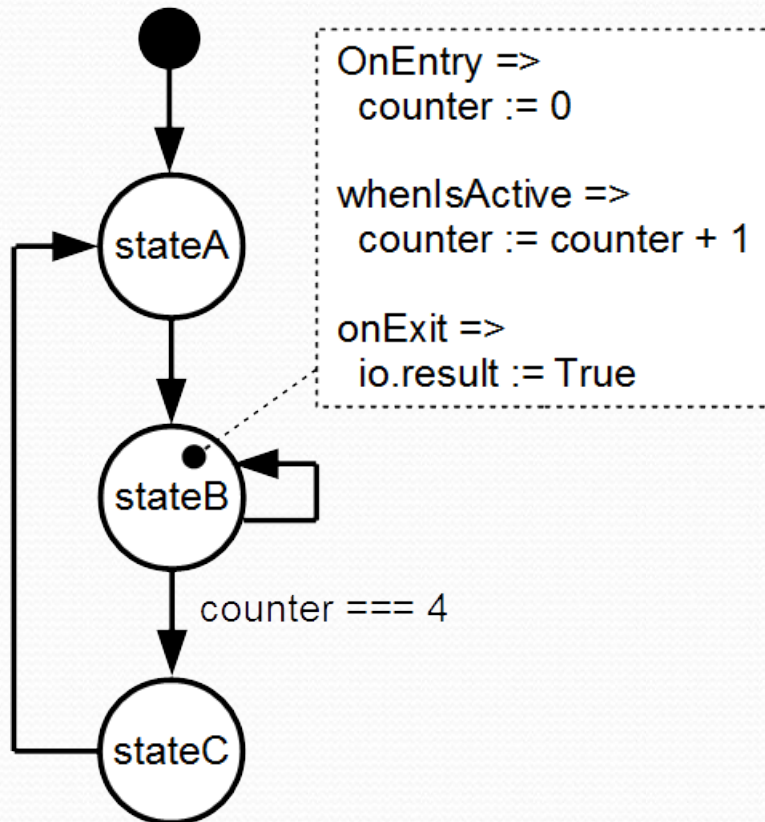 OnEntry =>
counter := 0
whenIsActive =>
counter := counter + 1
onExit =>
io.result := True
stateA
stateB
counter === 4
stateC